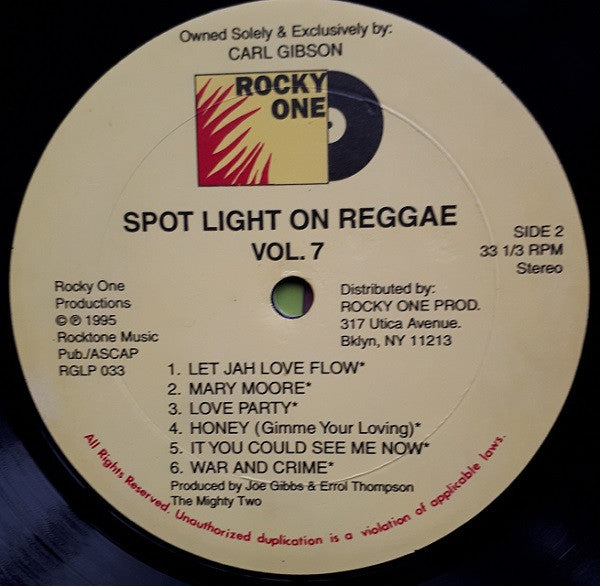 Owned Solely & Exclusively by:
CARL GIBSON
ROCKY
ONE
SPOT LIGHT ON REGGAE
VOL. 7
SIDE 2
33 1/3 RPM
Stereo
Rocky One
Productions
© ℗ 1995
Rocktone Music
Pub./ASCAP
RGLP 033
Distributed by:
ROCKY ONE PROD.
317 Utica Avenue.
Bklyn, NY 11213
1. LET JAH LOVE FLOW*
2. MARY MOORE*
3. LOVE PARTY*
4. HONEY (Gimme Your Loving)*
5. IT YOU COULD SEE ME NOW*
6. WAR AND CRIME*
Produced by Joe Gibbs & Errol Thompson
The Mighty Two
All Rights Reserved. Unauthorized duplication is a violation of applicable laws.